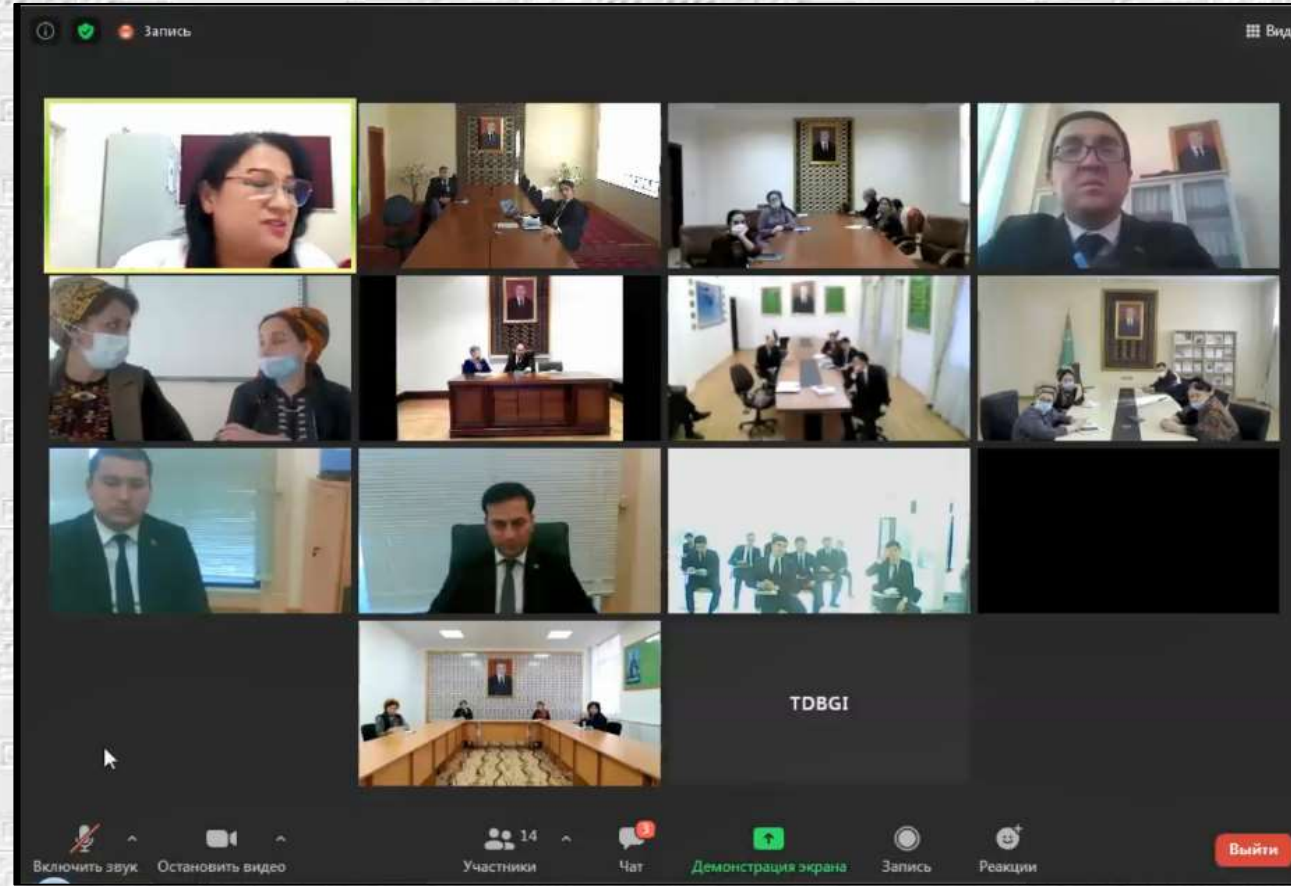 Запись
Вид
TDBGI
14
3
Включить звук
Остановить видео
Участники
Чат
Демонстрация экрана
Запись
Реакции
Выйти